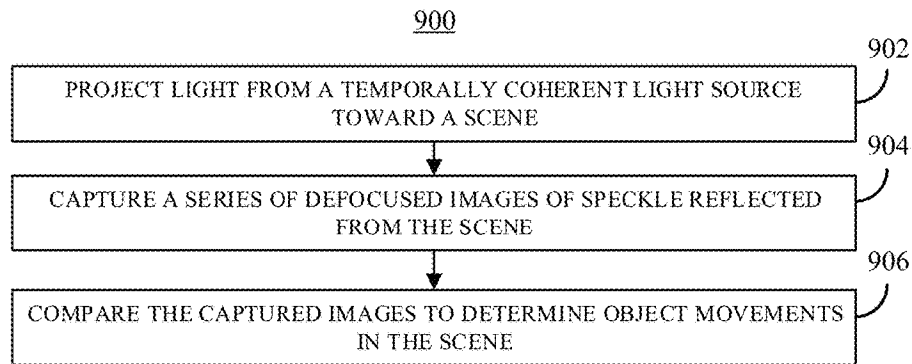 900
902
PROJECT LIGHT FROM A TEMPORALLY COHERENT LIGHT SOURCE
TOWARD A SCENE
904
CAPTURE A SERIES OF DEFOCUSED IMAGES OF SPECKLE REFLECTED
FROM THE SCENE
906
COMPARE THE CAPTURED IMAGES TO DETERMINE OBJECT MOVEMENTS
IN THE SCENE